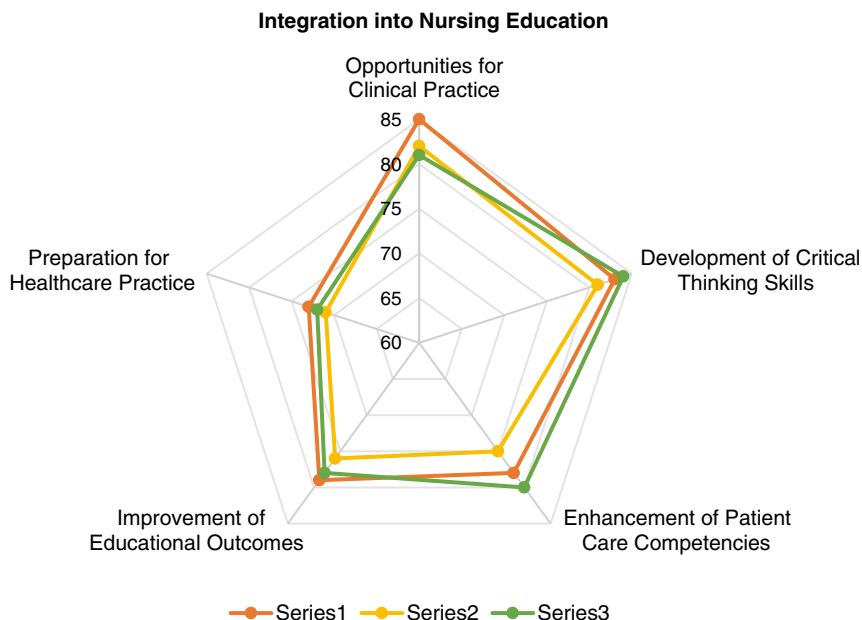 Integration into Nursing Education
Opportunities for
Clinical Practice
85
80
75
70
65
60
Preparation for
Healthcare Practice
Development of Critical
Thinking Skills
Improvement of
Educational Outcomes
Enhancement of Patient
Care Competencies
Series1 Series2 Series3